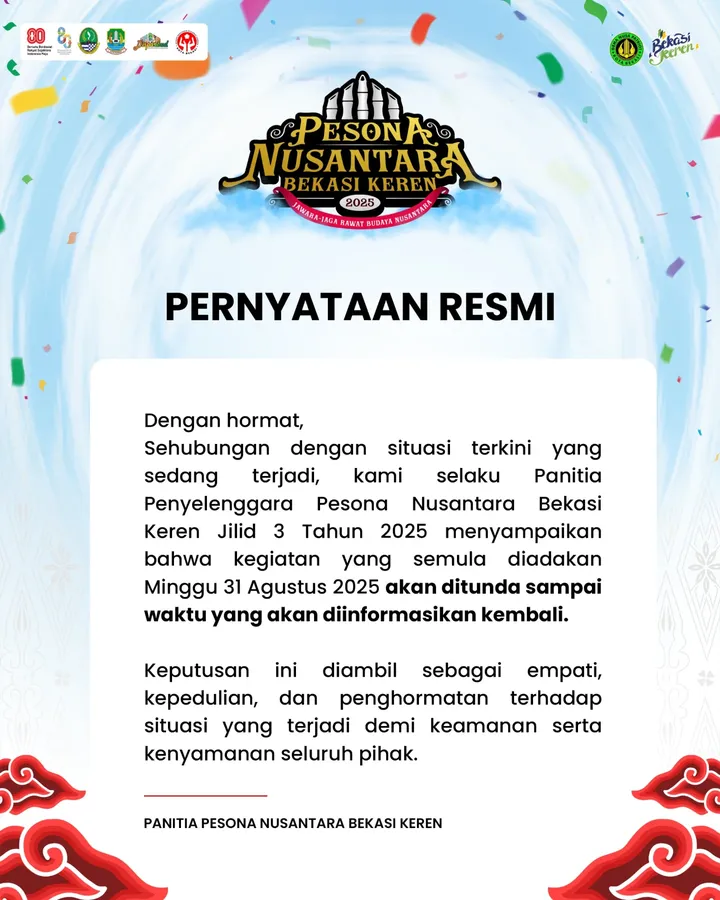 PESONA
NUSANTARA
BEKASI KEREN
2025
JAWARA-JAGA RAWAT BUDAYA NUSANTARA
Bekasi
Keren
PERNYATAAN RESMI
Dengan hormat,
Sehubungan dengan situasi terkini yang
sedang terjadi, kami selaku Panitia
Penyelenggara Pesona Nusantara Bekasi
Keren Jilid 3 Tahun 2025 menyampaikan
bahwa kegiatan yang semula diadakan
Minggu 31 Agustus 2025 akan ditunda sampai
waktu yang akan diinformasikan kembali.
Keputusan ini diambil sebagai empati,
kepedulian, dan penghormatan terhadap
situasi yang terjadi demi keamanan serta
kenyamanan seluruh pihak.
PANITIA PESONA NUSANTARA BEKASI KEREN